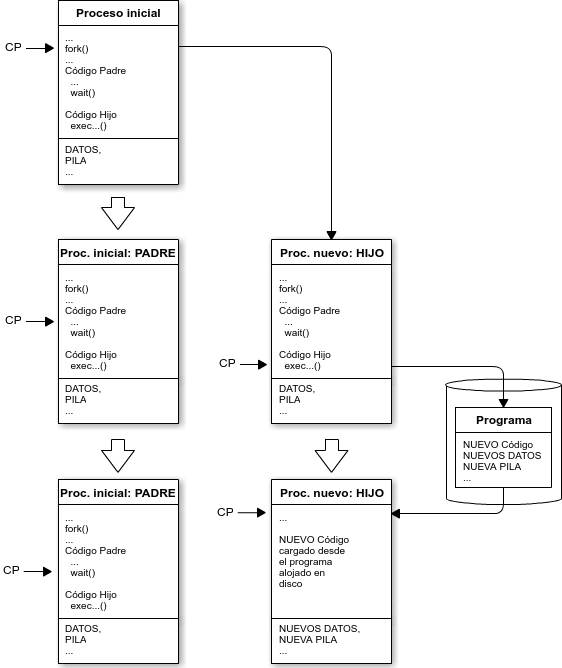 Proceso inicial
CP
...
fork()
...
Código Padre
...
wait()
Código Hijo
exec...()
DATOS,
PILA
...
Proc. inicial: PADRE
...
fork()
...
Código Padre
CP
...
wait()
Código Hijo
exec...()
DATOS,
PILA
...
Proc. nuevo: HIJO
...
fork()
...
Código Padre
...
wait()
Código Hijo
CP
exec...()
DATOS,
PILA
...
Programa
NUEVO Código
NUEVOS DATOS
NUEVA PILA
...
Proc. inicial: PADRE
...
fork()
...
Código Padre
...
CP
wait()
Código Hijo
exec...()
DATOS,
PILA
...
Proc. nuevo: HIJO
CP
...
NUEVO Código
cargado desde
el programa
alojado en
disco
NUEVOS DATOS,
NUEVA PILA
...